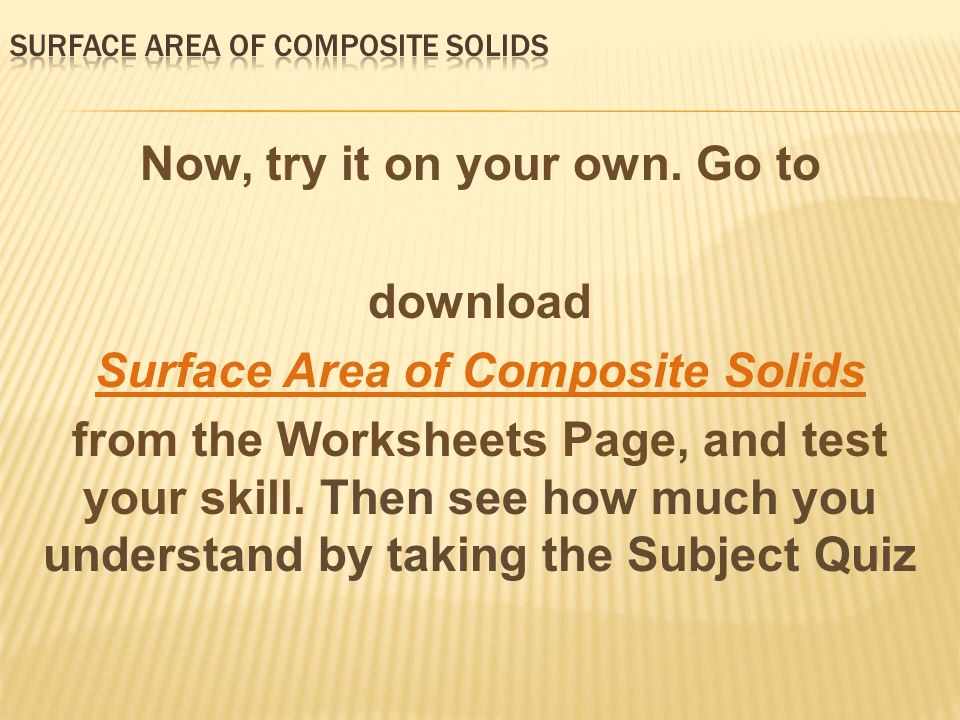 SURFACE AREA OF COMPOSITE SOLIDS
Now, try it on your own. Go to
download
Surface Area of Composite Solids
from the Worksheets Page, and test
your skill. Then see how much you
understand by taking the Subject Quiz